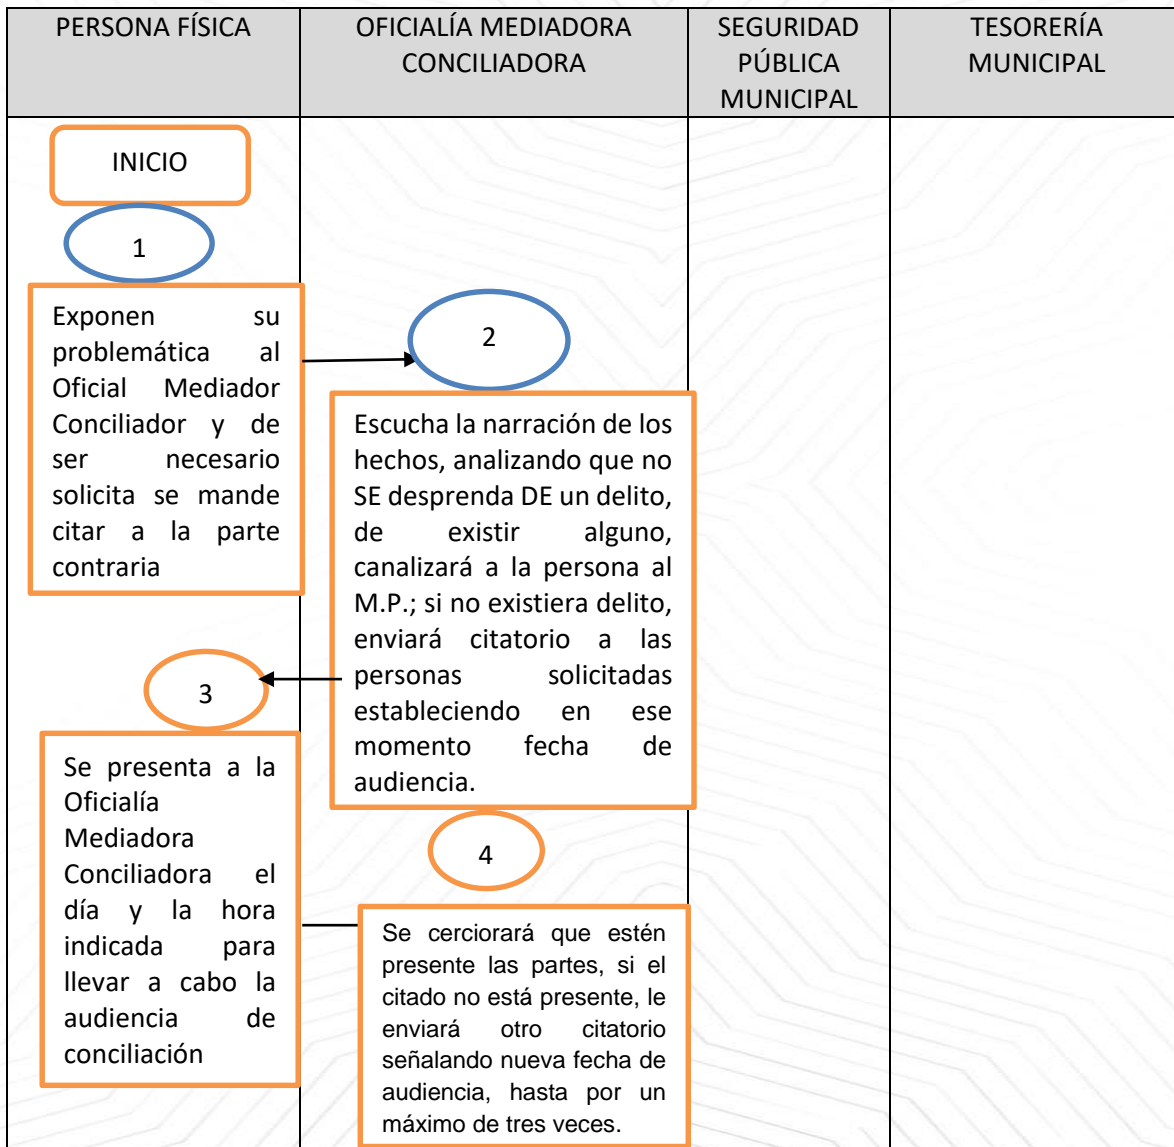 PERSONA FÍSICA
OFICIALÍA MEDIADORA
CONCILIADORA
SEGURIDAD
PÚBLICA
MUNICIPAL
TESORERÍA
MUNICIPAL
INICIO
1
Exponen su
problemática al
Oficial Mediador
Conciliador y de
ser necesario
solicita se mande
citar a la parte
contraria
2
Escucha la narración de los
hechos, analizando que no
SE desprenda DE un delito,
de existir alguno,
canalizará a la persona al
M.P.; si no existiera delito,
enviará citatorio a las
personas solicitadas
estableciendo en ese
momento fecha de
audiencia.
3
Se presenta a la
Oficialía
Mediadora
Conciliadora el
día y la hora
indicada para
llevar a cabo la
audiencia de
conciliación
4
Se cerciorará que estén
presente las partes, si el
citado no está presente, le
enviará otro citatorio
señalando nueva fecha de
audiencia, hasta por un
máximo de tres veces.